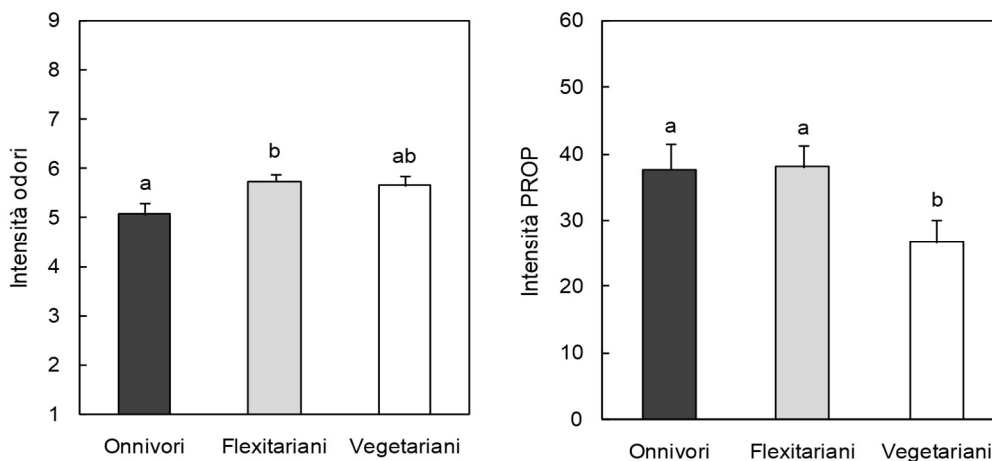 Intensità odori
9
8
7
6
5
4
3
2
1
a
b
ab
Onnivori Flexitariani Vegetariani
Intensità PROP
60
50
40
30
20
10
0
a
a
b
Onnivori Flexitariani Vegetariani